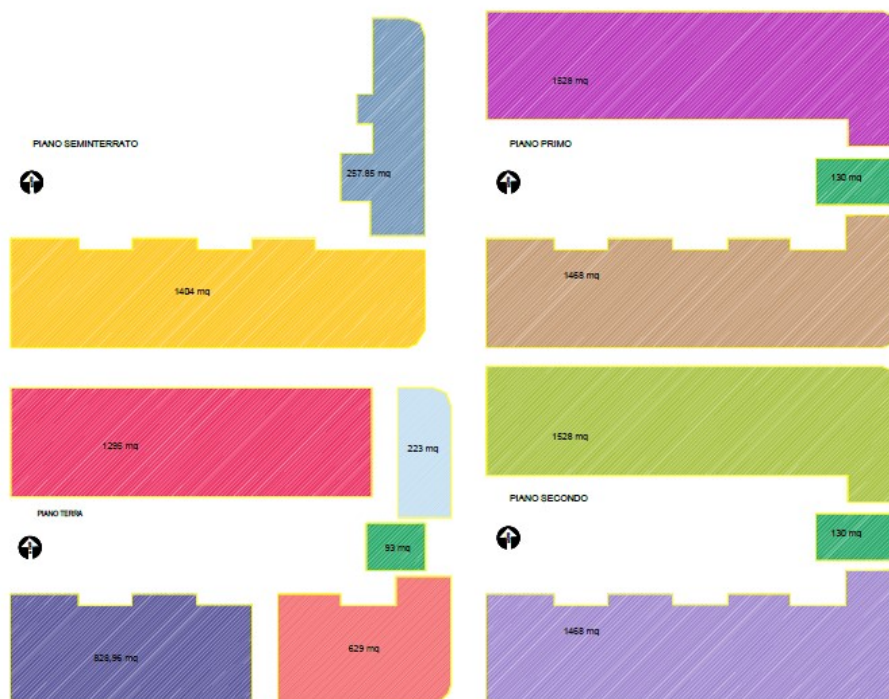 1528 mq
PIANO SEMINTERRATO
257.85 mq
1404 mq
PIANO PRIMO
130 mq
1468 mq
1295 mq
223 mq
PIANO TERRA
93 mq
828,96 mq
629 mq
1528 mq
PIANO SECONDO
130 mq
1468 mq